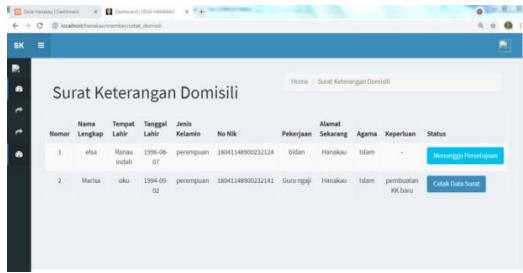 Desa Hanakau | Dashboard
Dashboard | DESA HANAKAU
localhost/hanakau/member/cetak_domisili
SK
Home / Surat Keterangan Domisili
Surat Keterangan Domisili
Nomor Nama Lengkap Tempat Lahir Tanggal Lahir Jenis Kelamin No Nik Pekerjaan Alamat Sekarang Agama Keperluan Status
1 elsa Ranau Indah 1996-06-07 perempuan 18041148900232124 bidan Hanakau Islam - Menunggu Persetujuan
2 Marisa oku 1994-09-02 perempuan 18041148900232141 Guru ngaji Hanakau Islam pembuatan KK baru Cetak Data Surat